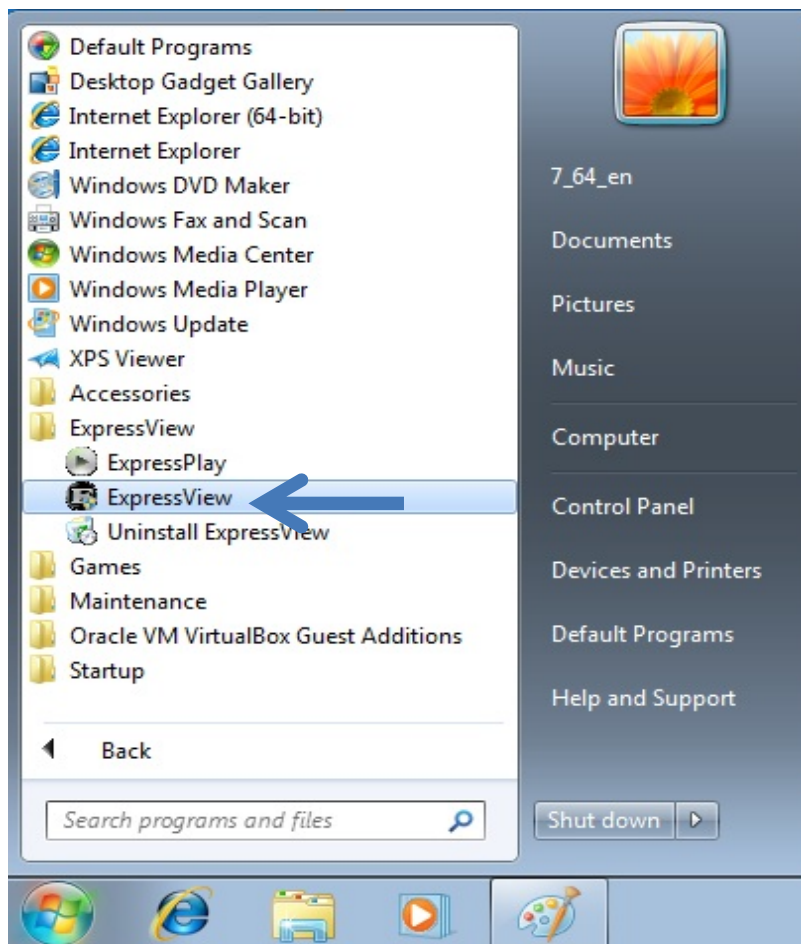 Default Programs
Desktop Gadget Gallery
Internet Explorer (64-bit)
Internet Explorer
Windows DVD Maker
Windows Fax and Scan
Windows Media Center
Windows Media Player
Windows Update
XPS Viewer
Accessories
ExpressView
ExpressPlay
ExpressView
Uninstall ExpressView
Games
Maintenance
Oracle VM VirtualBox Guest Additions
Startup
Back
Search programs and files
7_64_en
Documents
Pictures
Music
Computer
Control Panel
Devices and Printers
Default Programs
Help and Support
Shut down